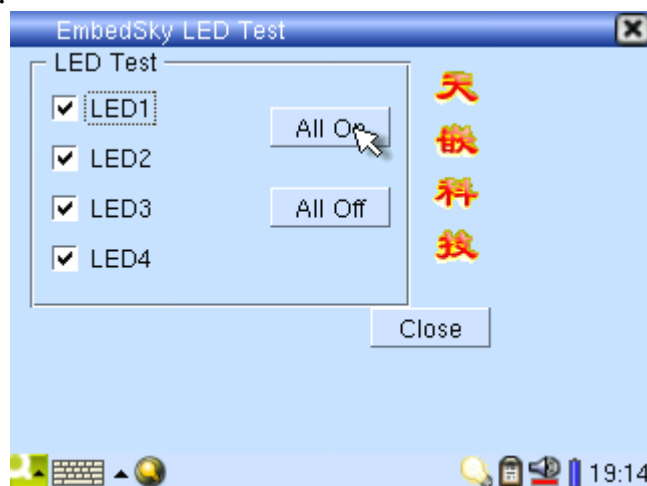 EmbedSky LED Test
LED Test
LED1
All On
LED2
LED3
All Off
LED4
Close
天
嵌
科
技
19:14